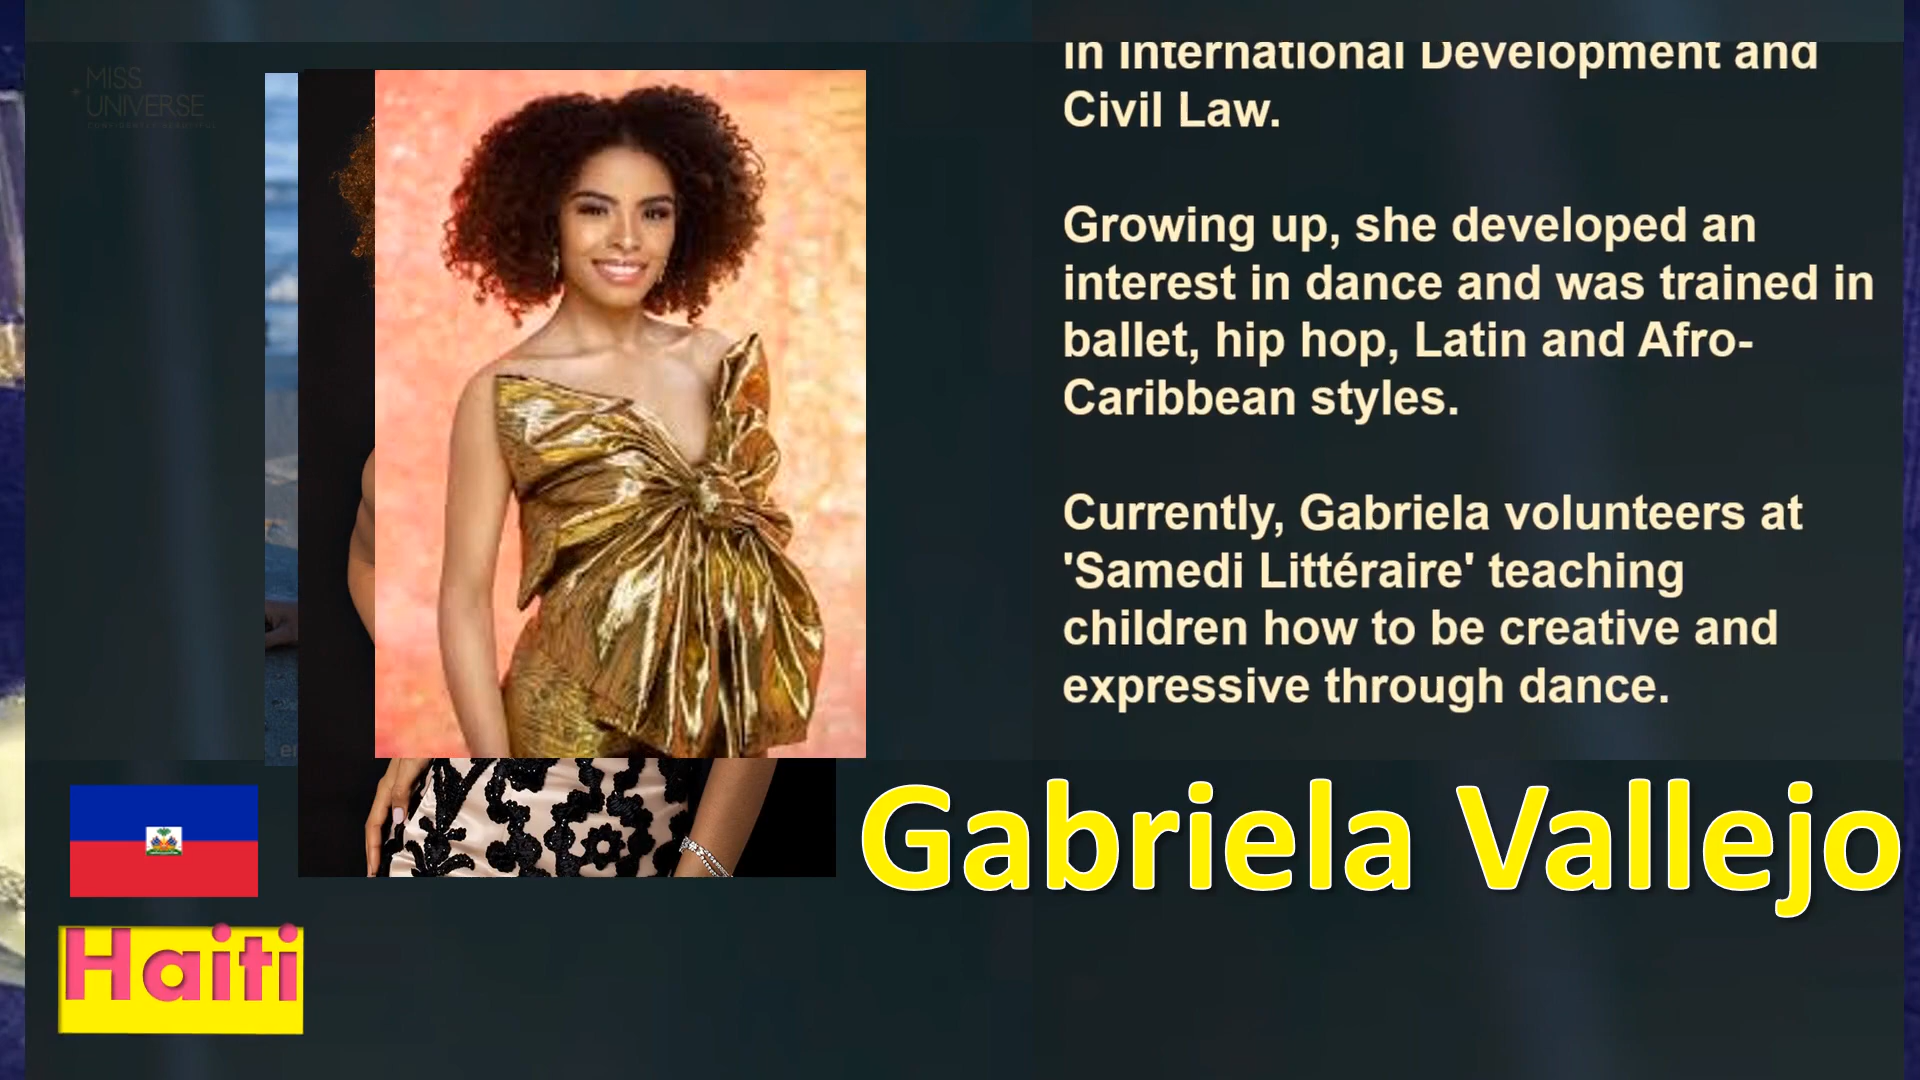 MISS
UNIVERSE
CONFIDENTLY BEAUTIFUL
in International Development and
Civil Law.
Growing up, she developed an
interest in dance and was trained in
ballet, hip hop, Latin and Afro-
Caribbean styles.
Currently, Gabriela volunteers at
'Samedi Littéraire' teaching
children how to be creative and
expressive through dance.
Gabriela Vallejo
Haiti